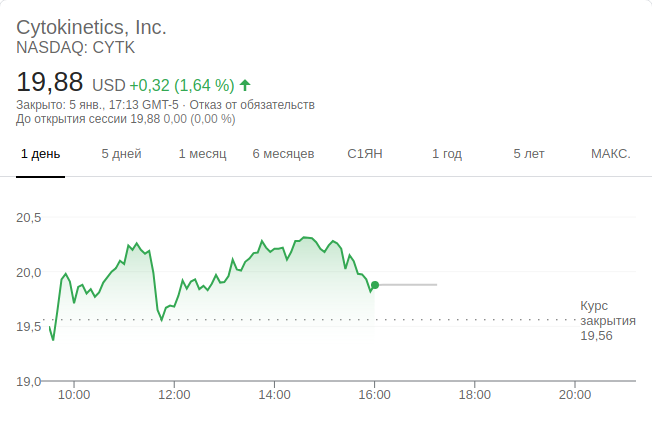 Cytokinetics, Inc.
NASDAQ: CYTK
19,88 USD +0,32 (1,64 %)
Закрыто: 5 янв., 17:13 GMT-5 · Отказ от обязательств
До открытия сессии 19,88 0,00 (0,00 %)
1 день 5 дней 1 месяц 6 месяцев С1ЯН 1 год 5 лет МАКС.
20,5
20,0
19,5
19,0
Курс
закрытия
19,56
10:00 12:00 14:00 16:00 18:00 20:00